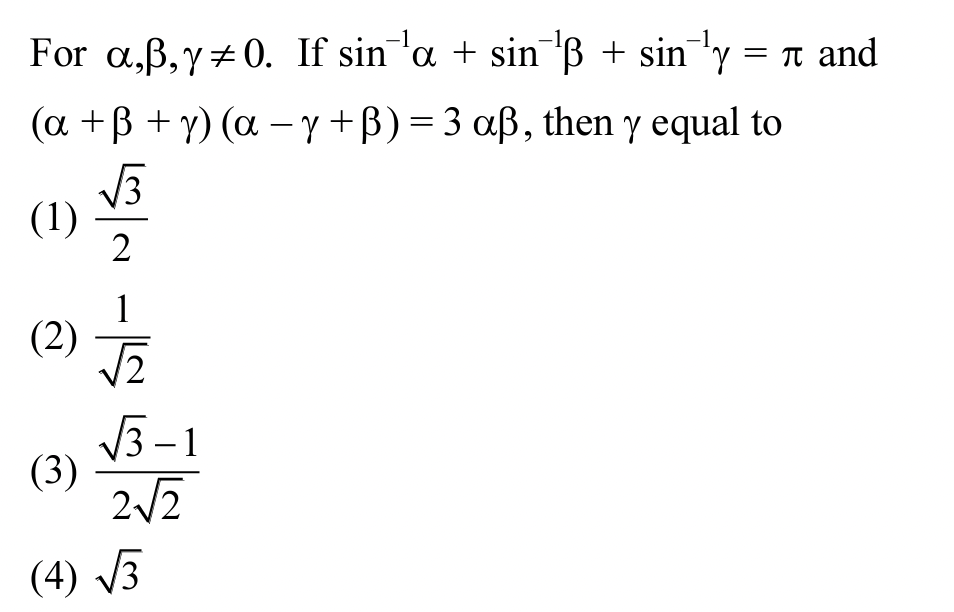 For α,β,γ ≠ 0. If sin⁻¹α + sin⁻¹β + sin⁻¹γ = π and
(α + β + γ) (α – γ + β) = 3 αβ, then γ equal to
(1) √3/2
(2) 1/√2
(3) (√3 – 1)/(2√2)
(4) √3